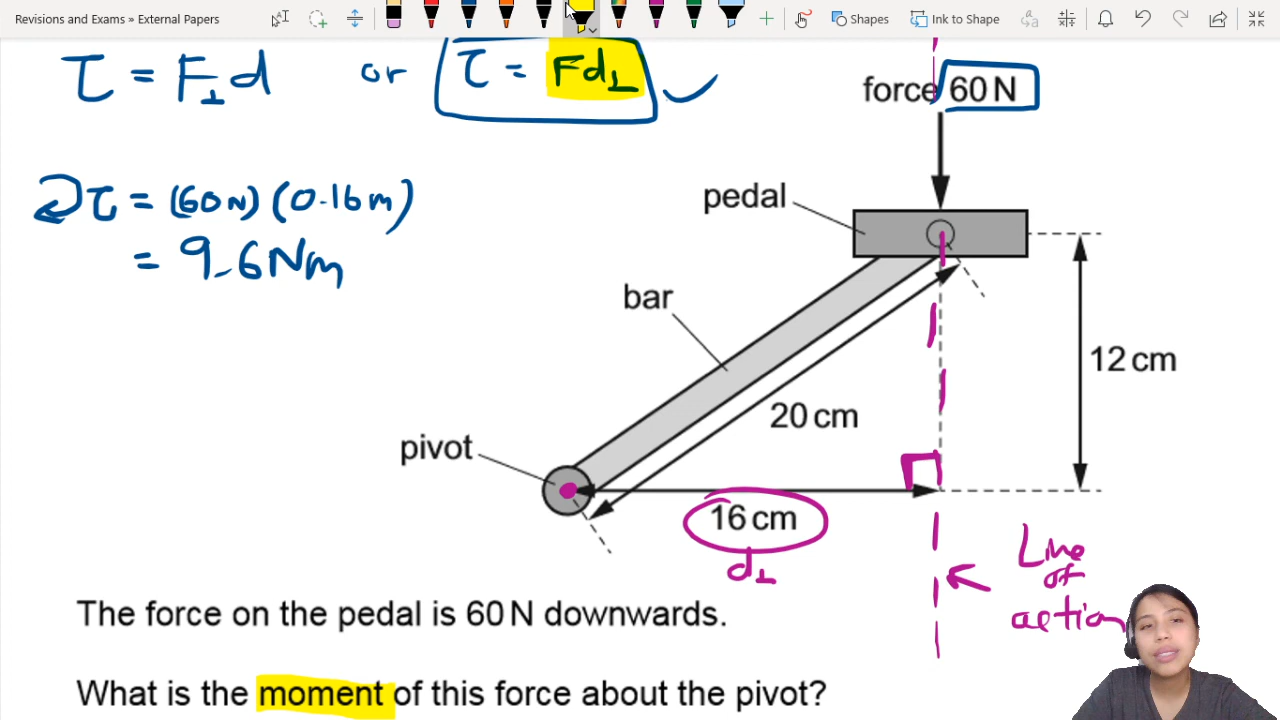 Revisions and Exams » External Papers
Shapes
Ink to Shape
τ = F⊥d or τ = Fd⊥
force 60 N
τ = (60N)(0.16m)
= 9.6Nm
pedal
bar
12 cm
20 cm
pivot
16 cm
d⊥
Line
of
action
The force on the pedal is 60 N downwards.
What is the moment of this force about the pivot?